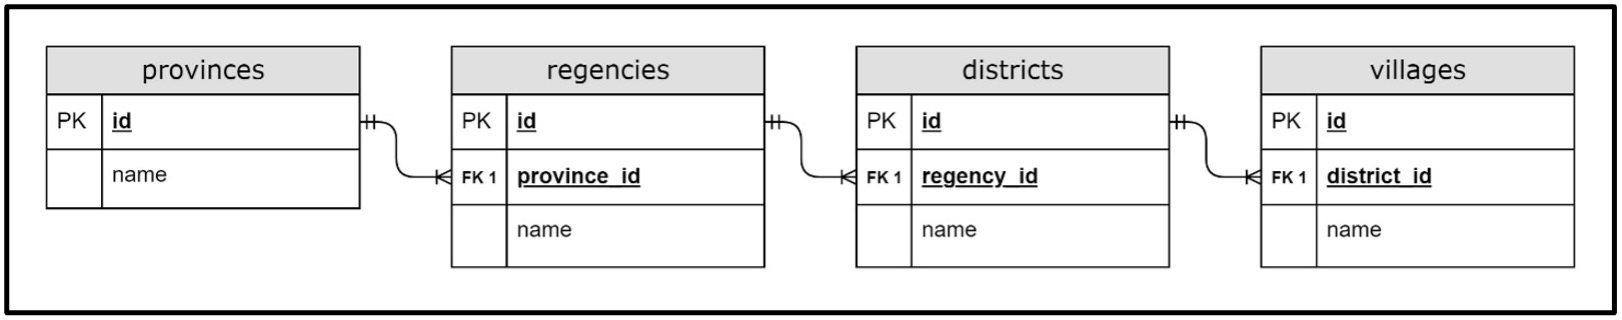 provinces
PK id
name
regencies
PK id
FK 1 province_id
name
districts
PK id
FK 1 regency_id
name
villages
PK id
FK 1 district_id
name